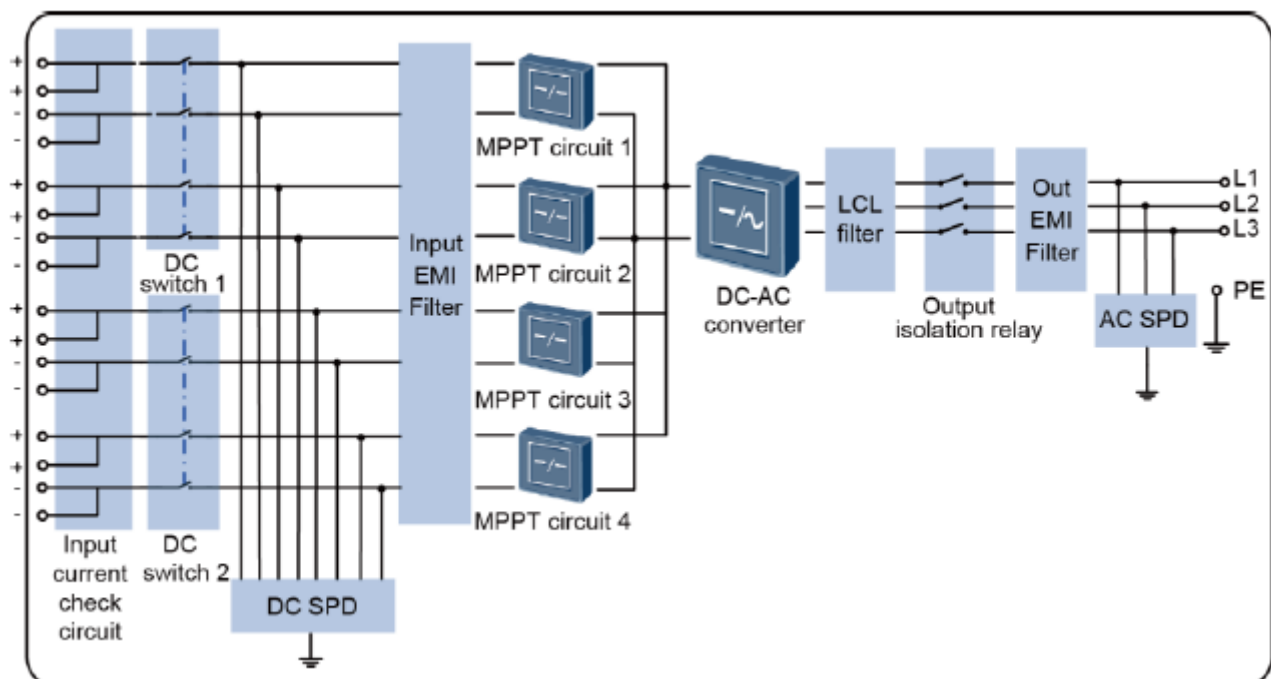 +
+
-
-
+
+
-
-
+
+
-
-
+
+
-
-
Input
current
check
circuit
DC
switch 1
DC
switch 2
DC SPD
Input
EMI
Filter
MPPT circuit 1
MPPT circuit 2
MPPT circuit 3
MPPT circuit 4
DC-AC
converter
LCL
filter
Output
isolation relay
Out
EMI
Filter
AC SPD
L1
L2
L3
PE